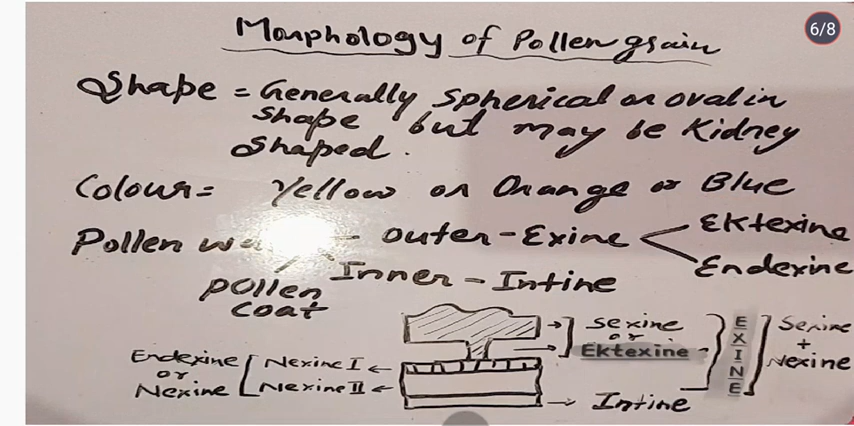 6/8
Morphology of Pollen grain
Shape = Generally Spherical or oval in
Shape but may be Kidney
Shaped.
Colour= Yellow or Orange or Blue
Pollen - Outer-Exine < Ektexine
Endexine
Inner - Intine
Pollen
coat
Sexine
or
Ektexine
EXINE
Sexine
+
Nexine
Endexine
or
Nexine
Nexine I
Nexine II
Intine